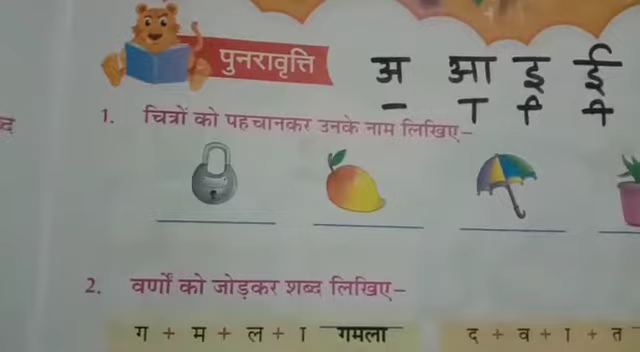 पुनरावृत्ति
अ आ इ ई
1. चित्रों को पहचानकर उनके नाम लिखिए–
2. वर्णों को जोड़कर शब्द लिखिए–
ग + म + ल + ा गमला
द + व + ा + त